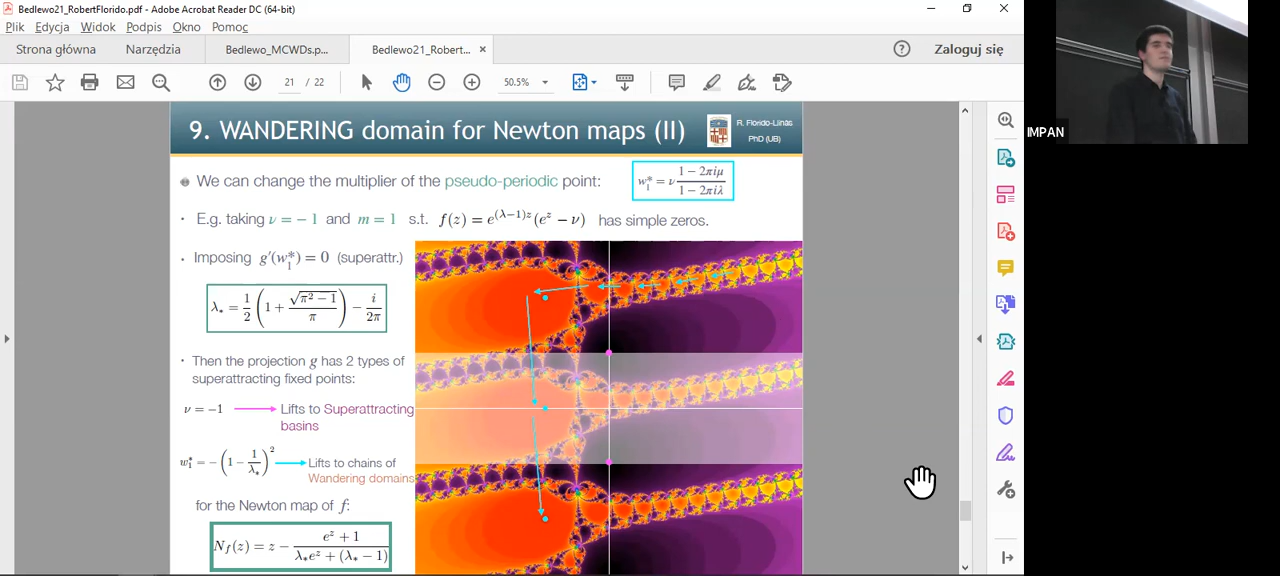 Bedlewo21_RobertFlorido.pdf - Adobe Acrobat Reader DC (64-bit)
Plik Edycja Widok Podpis Okno Pomoc
Strona główna Narzędzia Bedlewo_MCWDs.p... Bedlewo21_Robert... × Zaloguj się
21 / 22 50.5%
IMPAN
9. WANDERING domain for Newton maps (II)
R. Florido-Llinàs
PhD (UB)
We can change the multiplier of the pseudo-periodic point: w₁* = ν (1 − 2πiμ)/(1 − 2πiλ)
· E.g. taking ν = −1 and m = 1 s.t. f(z) = e^{(λ−1)z}(e^z − ν) has simple zeros.
· Imposing g′(w₁*) = 0 (superattr.)
λ* = 1/2 (1 + √(π² − 1)/π) − i/2π
· Then the projection g has 2 types of
superattracting fixed points:
ν = −1 → Lifts to Superattracting
basins
w₁* = −(1 − 1/λ*)² → Lifts to chains of
Wandering domains
for the Newton map of f:
N_f(z) = z − (e^z + 1)/(λ*e^z + (λ* − 1))